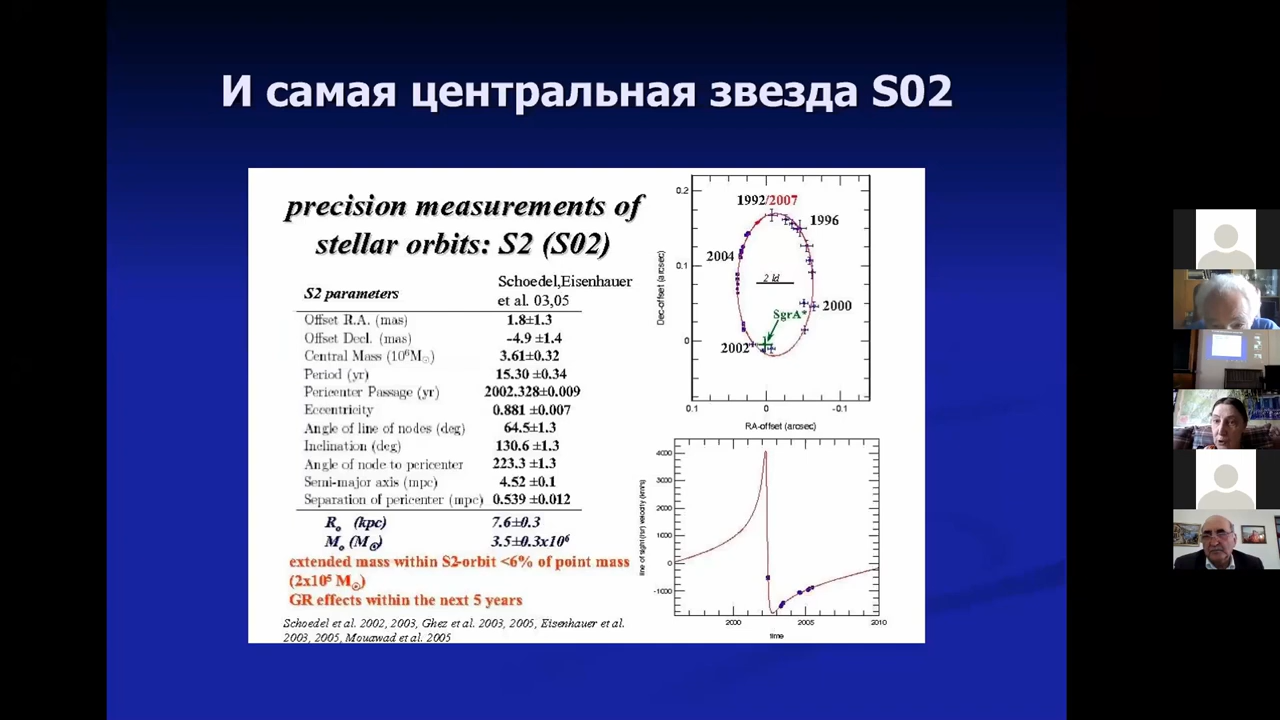 И самая центральная звезда S02
precision measurements of
stellar orbits: S2 (S02)
S2 parameters
Schoedel,Eisenhauer
et al. 03,05
Offset R.A. (mas) 1.8±1.3
Offset Decl. (mas) -4.9 ±1.4
Central Mass (10⁶M☉) 3.61±0.32
Period (yr) 15.30 ±0.34
Pericenter Passage (yr) 2002.328±0.009
Eccentricity 0.881 ±0.007
Angle of line of nodes (deg) 64.5±1.3
Inclination (deg) 130.6 ±1.3
Angle of node to pericenter 223.3 ±1.3
Semi-major axis (mpc) 4.52 ±0.1
Separation of pericenter (mpc) 0.539 ±0.012
R₀ (kpc) 7.6±0.3
M₀ (M☉) 3.5±0.3x10⁶
extended mass within S2-orbit <6% of point mass
(2x10⁵ M☉)
GR effects within the next 5 years
Schoedel et al. 2002, 2003, Ghez et al. 2003, 2005, Eisenhauer et al.
2003, 2005, Mouawad et al. 2005
0.2
0.1
0
Dec-offset (arcsec)
1992/2007
1996
2004
2 ld
2000
SgrA*
2002
0.1 0 -0.1
RA-offset (arcsec)
4000
3000
2000
1000
0
-1000
line of sight (hr) velocity (km/s)
2000 2005 2010
time